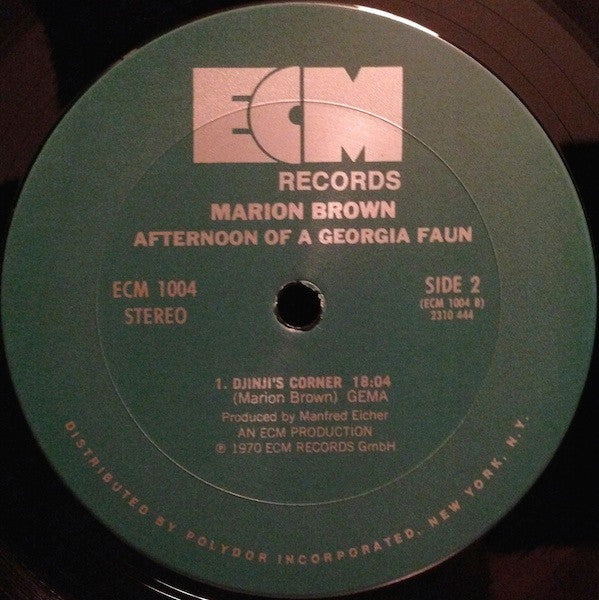 ECM
RECORDS
MARION BROWN
AFTERNOON OF A GEORGIA FAUN
ECM 1004
STEREO
SIDE 2
(ECM 1004 B)
2310 444
1. DJINJI'S CORNER 18:04
(Marion Brown) GEMA
Produced by Manfred Eicher
AN ECM PRODUCTION
℗ 1970 ECM RECORDS GmbH
DISTRIBUTED BY POLYDOR INCORPORATED, NEW YORK, N.Y.